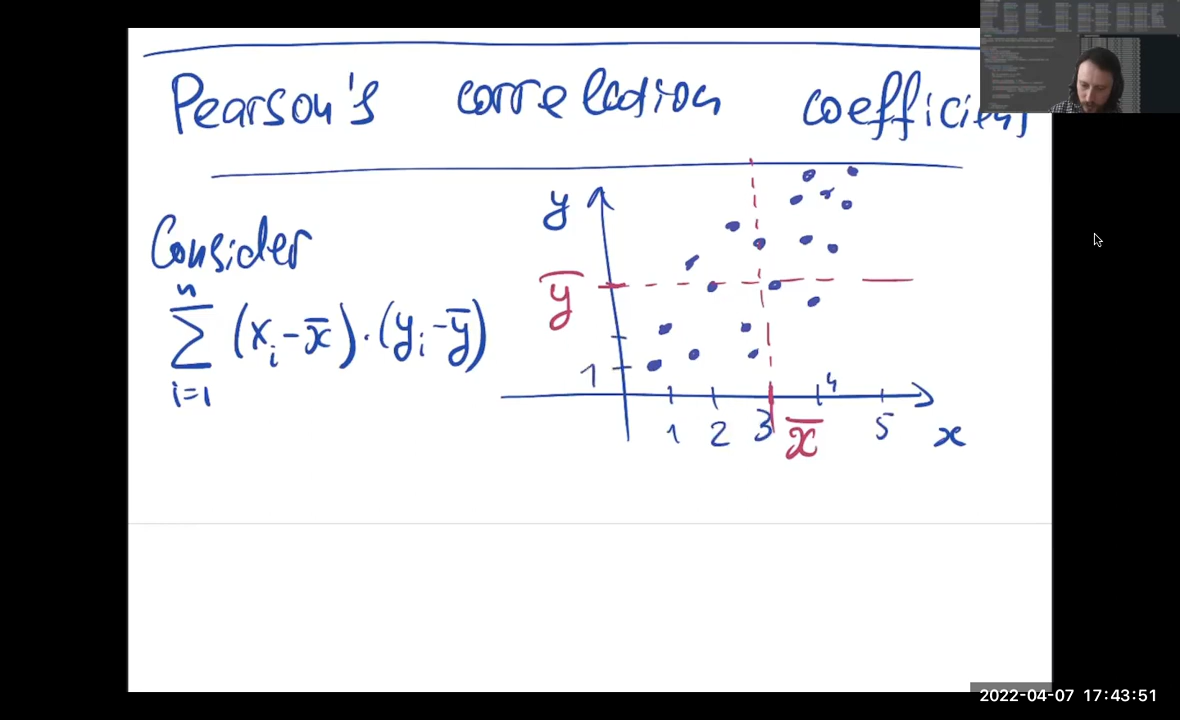 Pearson's correlation coefficient
Consider
n
∑ (xᵢ - x̄) · (yᵢ - ȳ)
i=1
y
ȳ
1
1 2 3 x̄ 4 5 x
2022-04-07 17:43:51